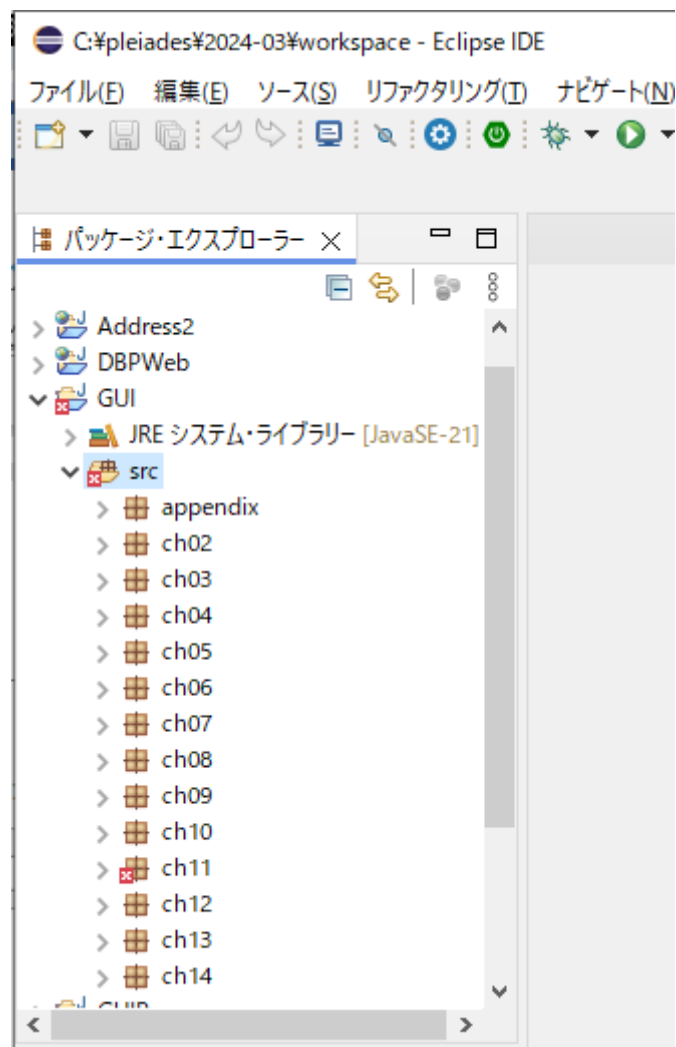 C:¥pleiades¥2024-03¥workspace - Eclipse IDE
ファイル(F) 編集(E) ソース(S) リファクタリング(T) ナビゲート(N)
パッケージ・エクスプローラー
Address2
DBPWeb
GUI
JRE システム・ライブラリー [JavaSE-21]
src
appendix
ch02
ch03
ch04
ch05
ch06
ch07
ch08
ch09
ch10
ch11
ch12
ch13
ch14